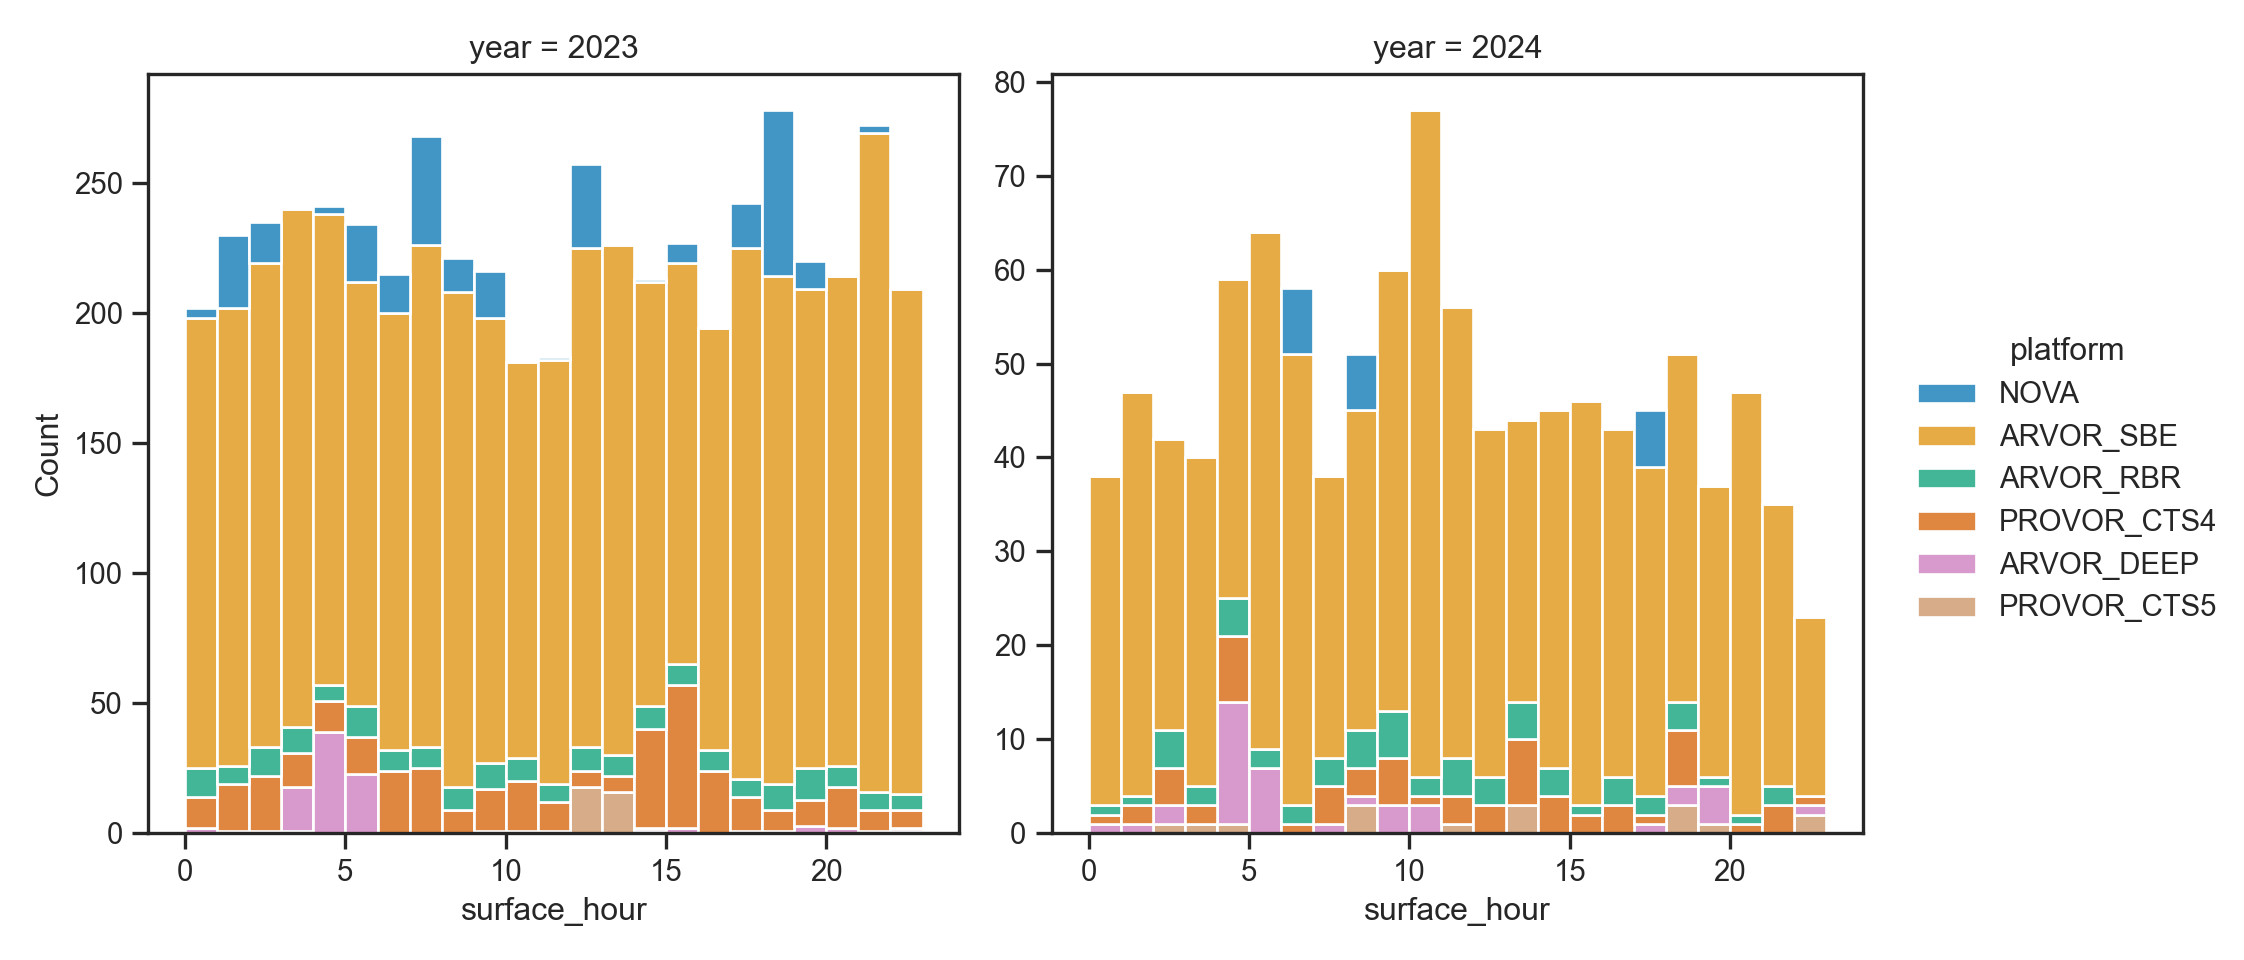 year = 2023
250
200
150
100
50
0
Count
0 5 10 15 20
surface_hour
year = 2024
80
70
60
50
40
30
20
10
0
0 5 10 15 20
surface_hour
platform
NOVA
ARVOR_SBE
ARVOR_RBR
PROVOR_CTS4
ARVOR_DEEP
PROVOR_CTS5